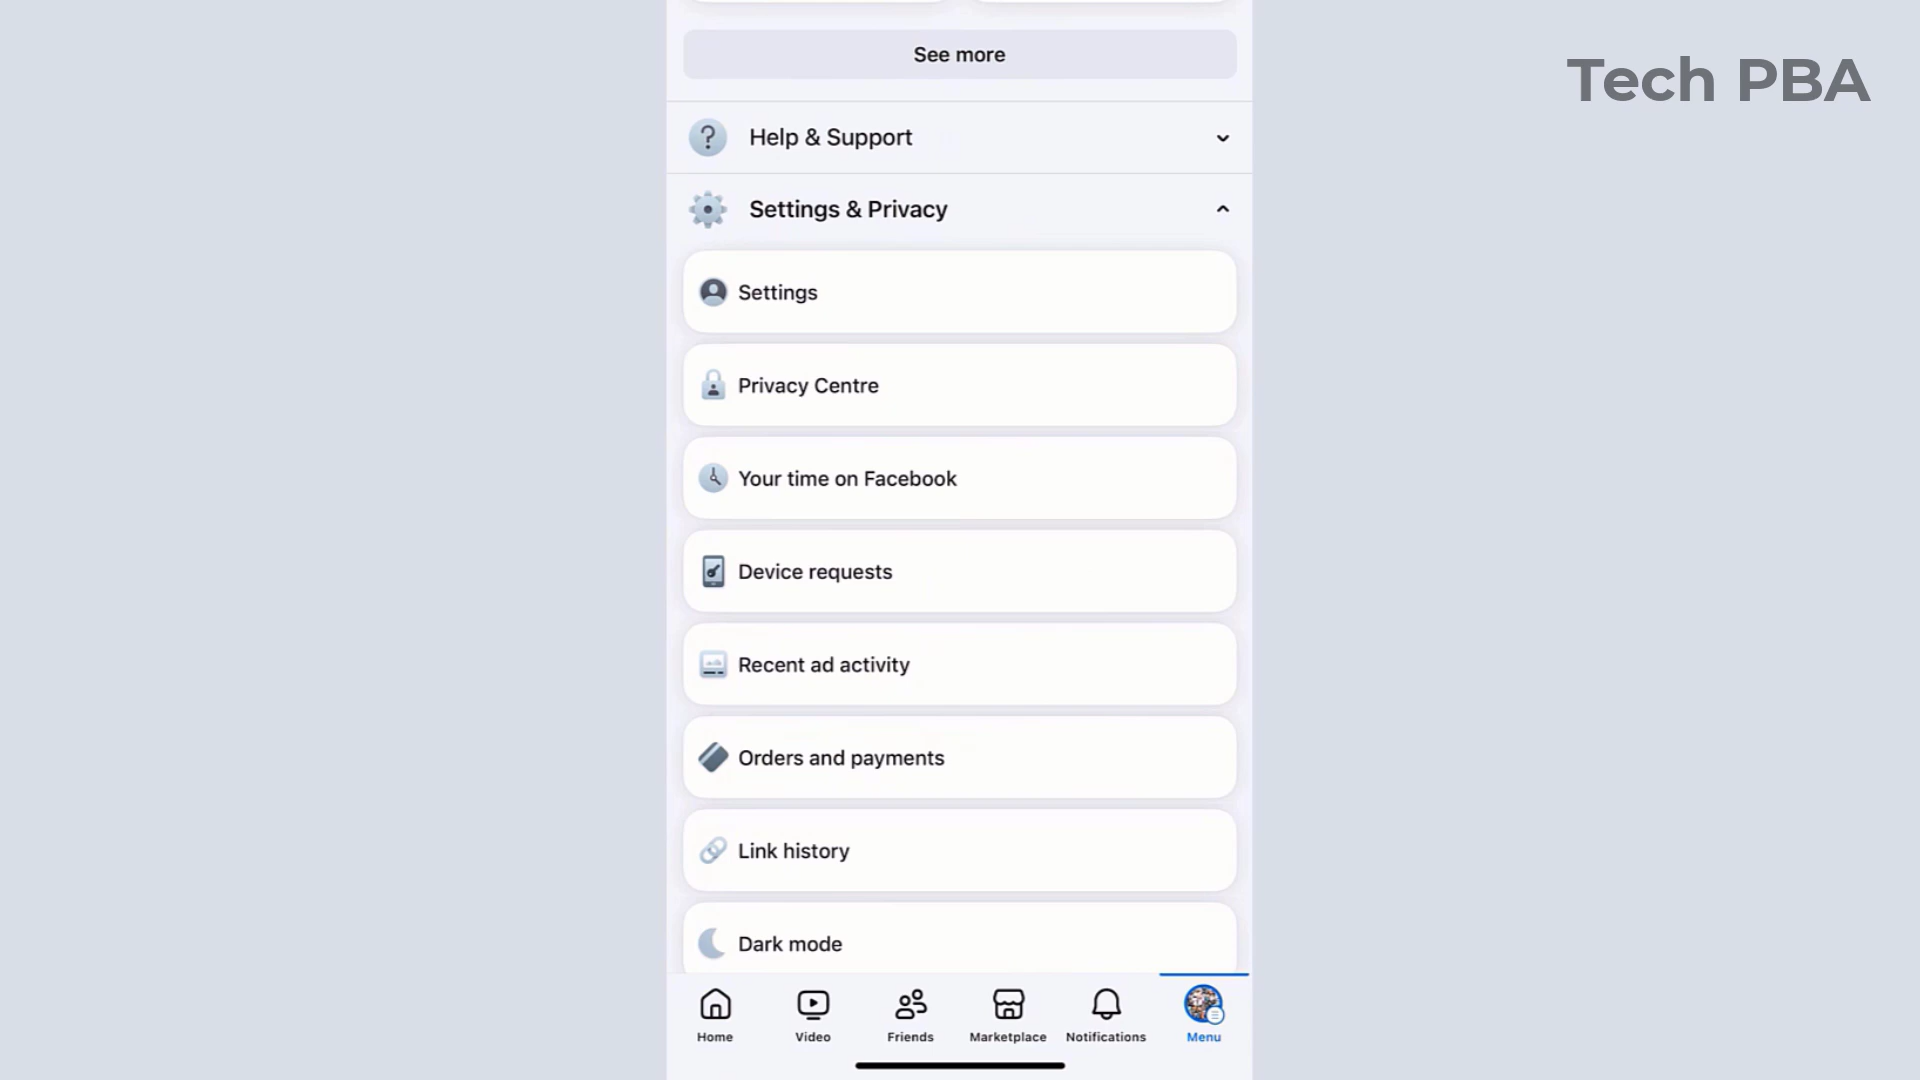 See more
Tech PBA
Help & Support
Settings & Privacy
Settings
Privacy Centre
Your time on Facebook
Device requests
Recent ad activity
Orders and payments
Link history
Dark mode
Home
Video
Friends
Marketplace
Notifications
Menu